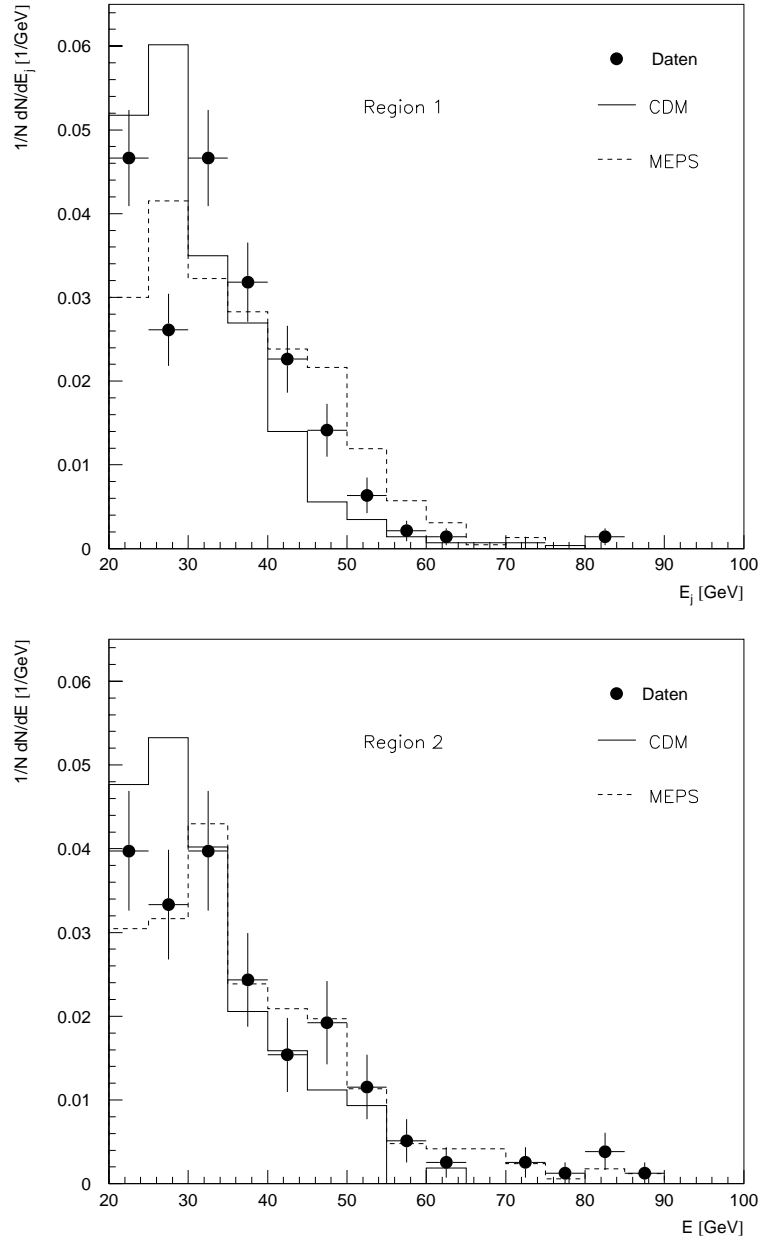 1/N dN/dE_j [1/GeV]
0.06
0.05
0.04
0.03
0.02
0.01
0
Region 1
Daten
CDM
MEPS
20 30 40 50 60 70 80 90 100
E_j [GeV]
1/N dN/dE [1/GeV]
0.06
0.05
0.04
0.03
0.02
0.01
0
Region 2
Daten
CDM
MEPS
20 30 40 50 60 70 80 90 100
E [GeV]